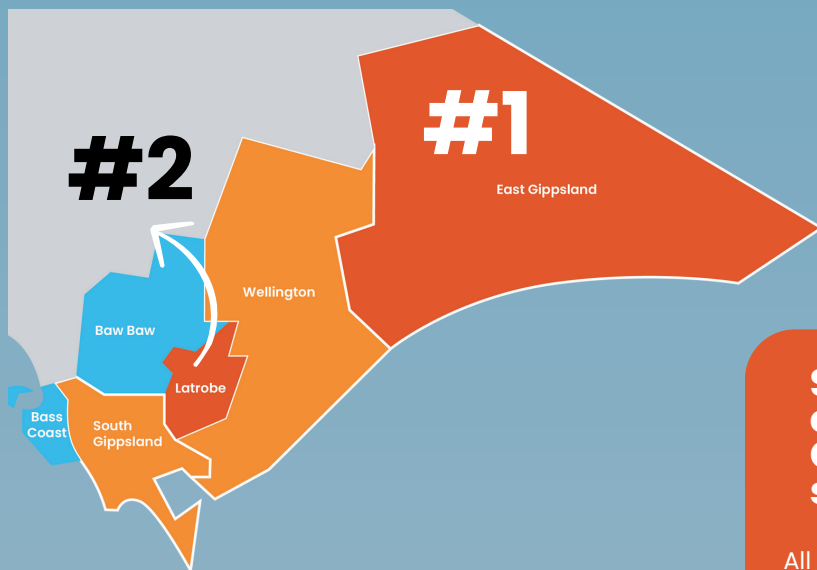 #1
East Gippsland
#2
Wellington
Baw Baw
Latrobe
Bass
Coast
South
Gippsland
All